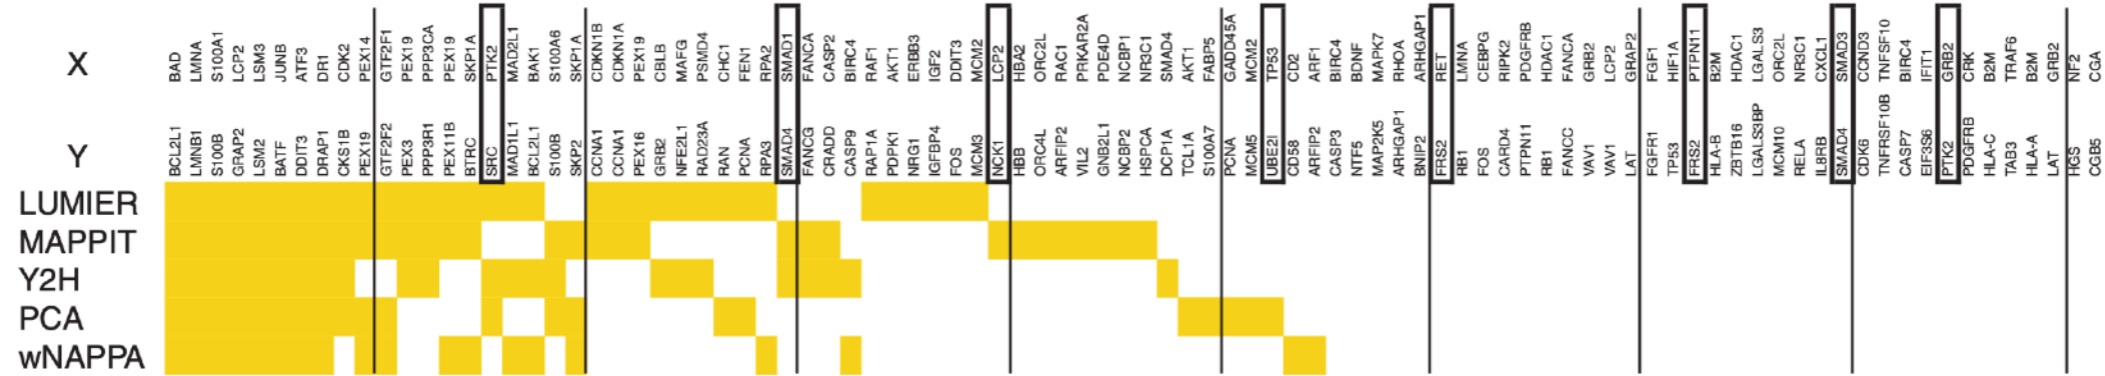 X BAD LMNA S100A1 LCP2 LSM3 JUNB ATF3 DR1 CDK2 PEX14 GTF2F1 PEX19 PPP3CA PEX19 SKP1A PTK2 MAD2L1 BAK1 S100A6 SKP1A CDKN1B CDKN1A PEX19 CBLB MAFG PSMD4 CHC1 FEN1 RPA2 SMAD1 FANCA CASP2 BIRC4 RAF1 AKT1 ERBB3 IGF2 DDIT3 MCM2 LCP2 HBA2 ORC2L RAC1 PRKAR2A PDE4D NCBP1 NR3C1 SMAD4 AKT1 FABP5 GADD45A MCM2 TP53 CD2 ARF1 BIRC4 BDNF MAPK7 RHOA ARHGAP1 RET LMNA CEBPG RIPK2 PDGFRB HDAC1 FANCA GRB2 LCP2 GRAP2 FGF1 HIF1A PTPN11 B2M HDAC1 LGALS3 ORC2L NR3C1 CXCL1 SMAD3 CCND3 TNFSF10 BIRC4 IFIT1 GRB2 CRK B2M TRAF6 B2M GRB2 NF2 CGA
Y BCL2L1 LMNB1 S100B GRAP2 LSM2 BATF DDIT3 DRAP1 CKS1B PEX19 GTF2F2 PEX3 PPP3R1 PEX11B BTRC SRC MAD1L1 BCL2L1 S100B SKP2 CCNA1 CCNA1 PEX16 GRB2 NFE2L1 RAD23A RAN PCNA RPA3 SMAD4 FANCG CRADD CASP9 RAP1A PDPK1 NRG1 IGFBP4 FOS MCM3 NCK1 HBB ORC4L ARFIP2 VIL2 GNB2L1 NCBP2 HSPCA DCP1A TCL1A S100A7 PCNA MCM5 UBE2I CD58 ARFIP2 CASP3 NTF5 MAP2K5 ARHGAP1 BNIP2 FRS2 RB1 FOS CARD4 PTPN11 RB1 FANCC VAV1 VAV1 LAT FGFR1 TP53 FRS2 HLA-B ZBTB16 LGALS3BP MCM10 RELA IL8RB SMAD4 CDK6 TNFRSF10B CASP7 EIF3S6 PTK2 PDGFRB HLA-C TAB3 HLA-A LAT HGS CGB5
LUMIER
MAPPIT
Y2H
PCA
wNAPPA